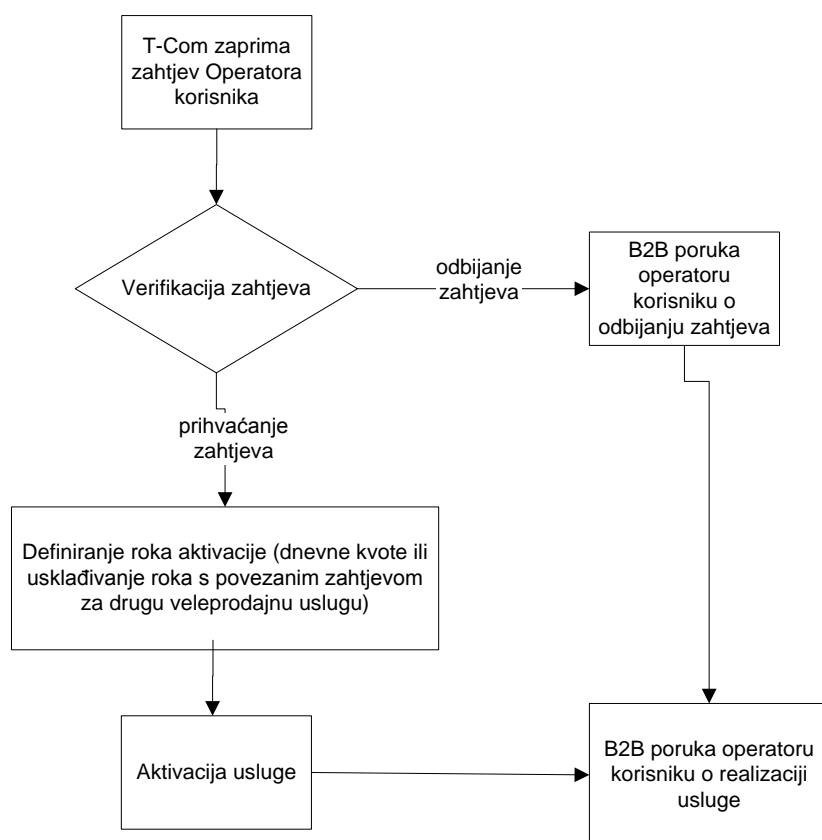 T-Com zaprima
zahtjev Operatora
korisnika
Verifikacija zahtjeva
odbijanje
zahtjeva
B2B poruka
operatoru
korisniku o
odbijanju zahtjeva
prihvaćanje
zahtjeva
Definiranje roka aktivacije (dnevne kvote ili
usklađivanje roka s povezanim zahtjevom
za drugu veleprodajnu uslugu)
Aktivacija usluge
B2B poruka operatoru
korisniku o realizaciji
usluge